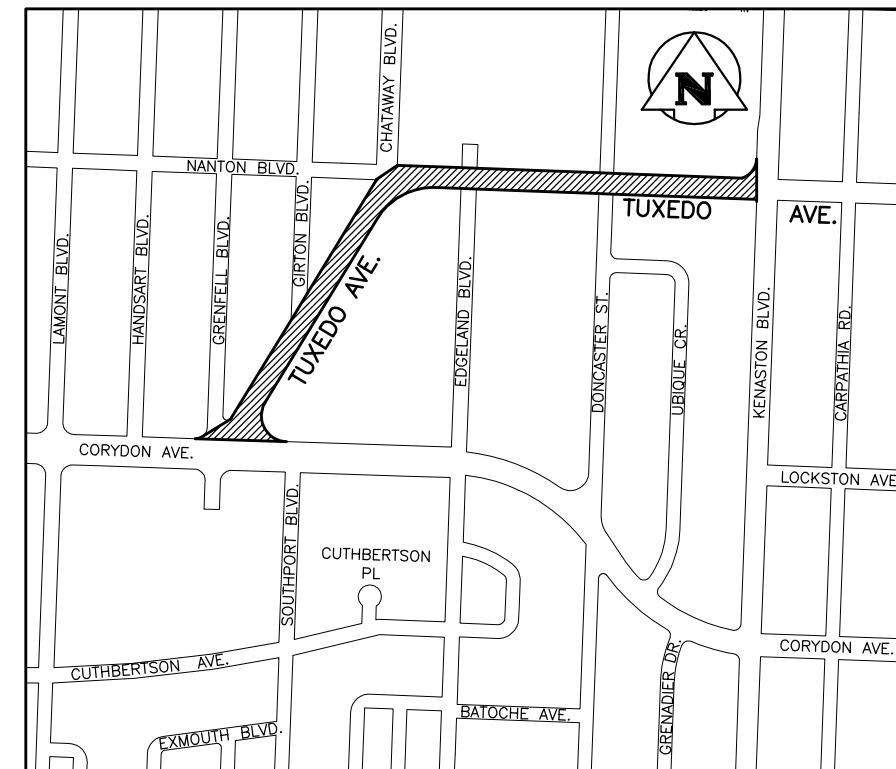 CHATAWAY BLVD.
N
NANTON BLVD.
GIRTON BLVD.
TUXEDO
AVE.
LAMONT BLVD.
HANDSART BLVD.
GRENFELL BLVD.
TUXEDO AVE.
EDGELAND BLVD.
DONCASTER ST.
UBIQUE CR.
KENASTON BLVD.
CARPATHIA RD.
CORYDON AVE.
LOCKSTON AVE
SOUTHPORT BLVD.
CUTHBERTSON
PL
CORYDON AVE.
CUTHBERTSON AVE.
GRENADIER DR.
BATOCHE AVE.
EXMOUTH BLVD.